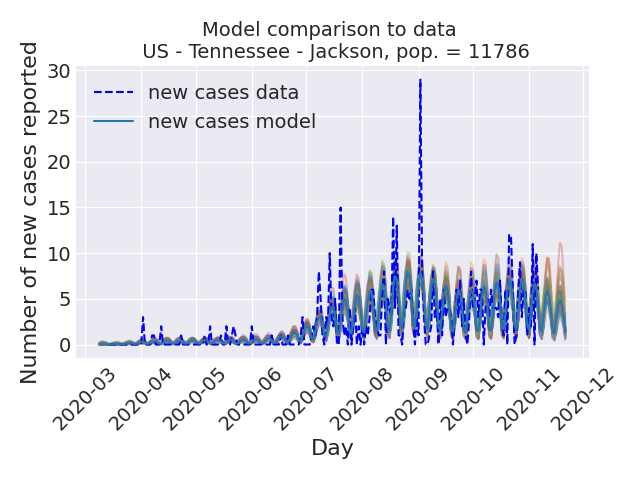 Model comparison to data
US - Tennessee - Jackson, pop. = 11786
Number of new cases reported
30
25
20
15
10
5
0
new cases data
new cases model
2020-03
2020-04
2020-05
2020-06
2020-07
2020-08
2020-09
2020-10
2020-11
2020-12
Day